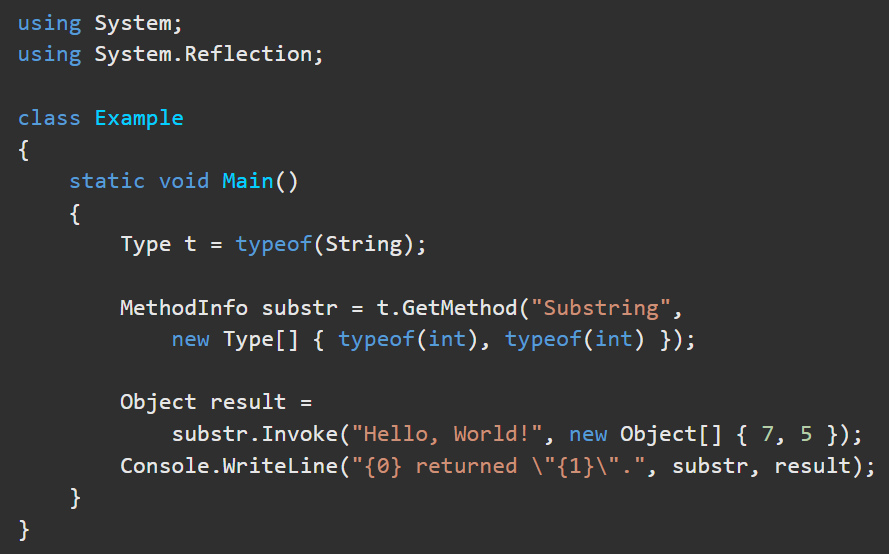 using System;
using System.Reflection;
class Example
{
static void Main()
{
Type t = typeof(String);
MethodInfo substr = t.GetMethod("Substring",
new Type[] { typeof(int), typeof(int) });
Object result =
substr.Invoke("Hello, World!", new Object[] { 7, 5 });
Console.WriteLine("{0} returned \"{1}\".", substr, result);
}
}